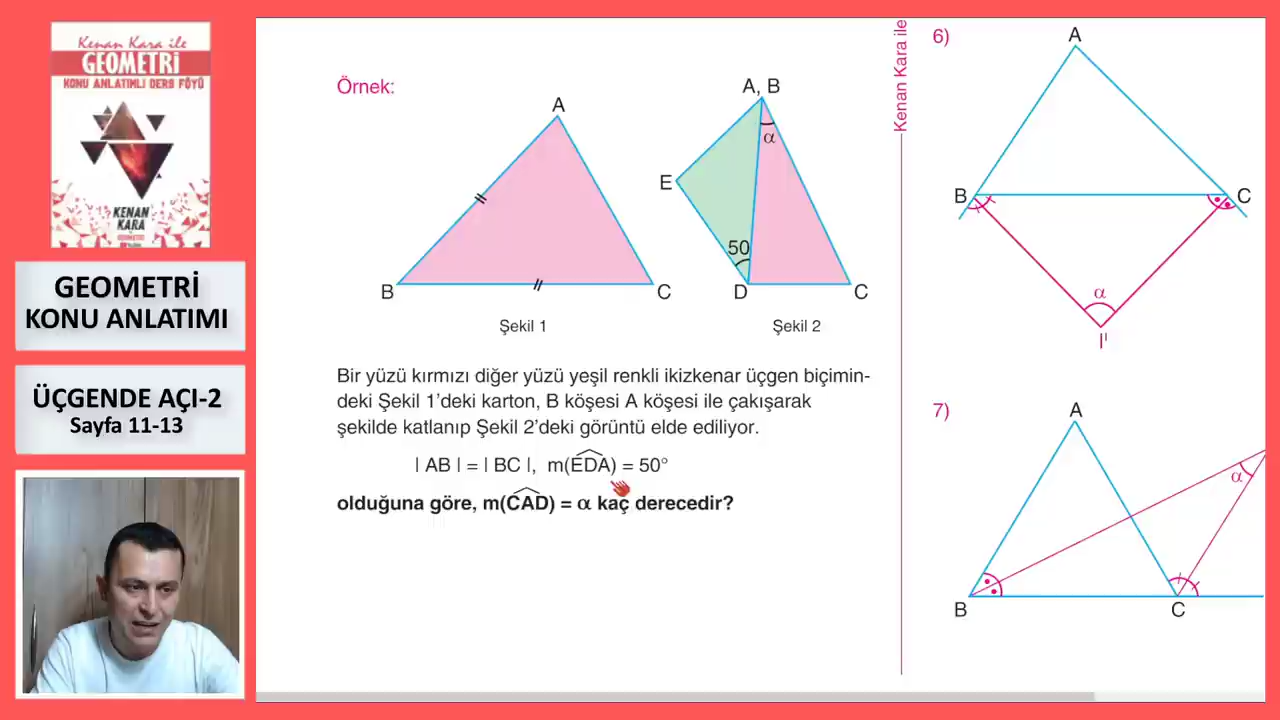 Kenan Kara ile
GEOMETRİ
KONU ANLATIMLI DERS FÖYÜ
KENAN
KARA
GEOMETRİ
KONU ANLATIMI
ÜÇGENDE AÇI-2
Sayfa 11-13
Örnek:
A
B
C
Şekil 1
A, B
α
E
50
D
C
Şekil 2
Bir yüzü kırmızı diğer yüzü yeşil renkli ikizkenar üçgen biçimin-
deki Şekil 1'deki karton, B köşesi A köşesi ile çakışarak
şekilde katlanıp Şekil 2'deki görüntü elde ediliyor.
| AB | = | BC |, m(EDA) = 50°
olduğuna göre, m(CAD) = α kaç derecedir?
Kenan Kara ile
6)
A
B
C
α
I'
7)
A
α
B
C